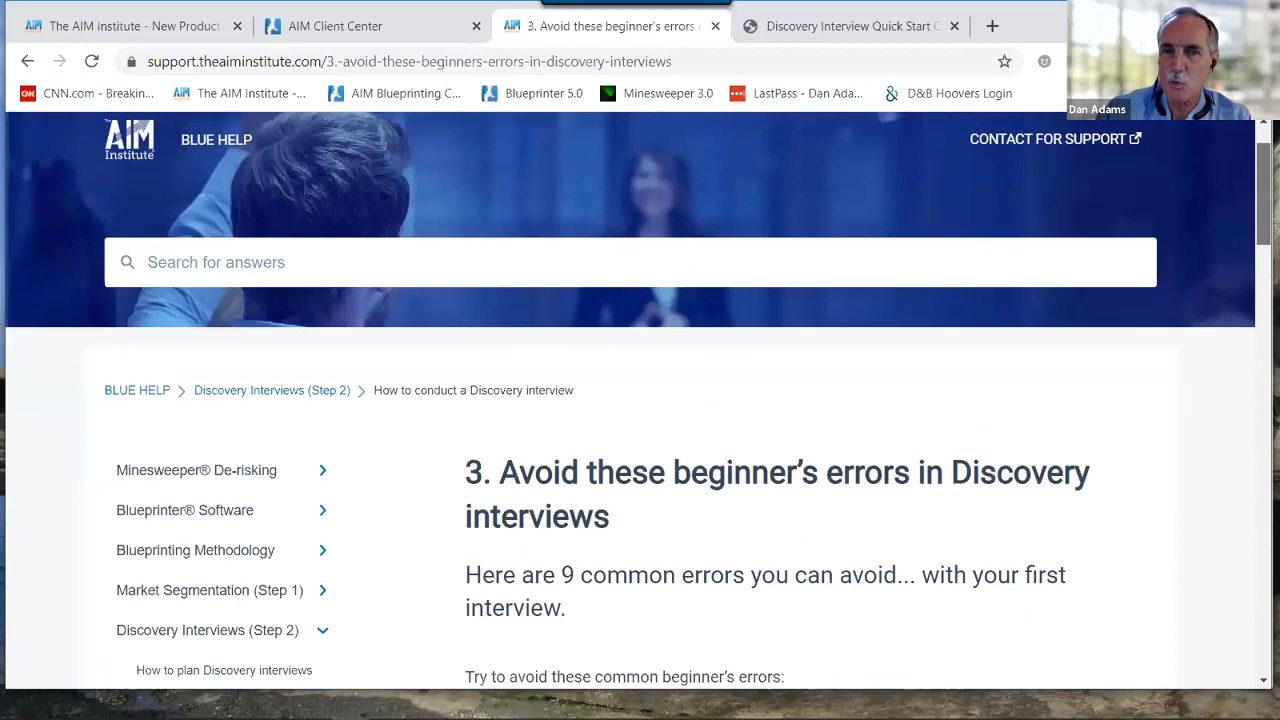 The AIM Institute - New Product
AIM Client Center
3. Avoid these beginner's errors
Discovery Interview Quick Start
support.theaiminstitute.com/3.-avoid-these-beginners-errors-in-discovery-interviews
CNN.com - Breakin...
The AIM Institute -...
AIM Blueprinting C...
Blueprinter 5.0
Minesweeper 3.0
LastPass - Dan Ada...
D&B Hoovers Login
Dan Adams
The AIM Institute
BLUE HELP
CONTACT FOR SUPPORT
Search for answers
BLUE HELP
Discovery Interviews (Step 2)
How to conduct a Discovery interview
Minesweeper® De-risking
Blueprinter® Software
Blueprinting Methodology
Market Segmentation (Step 1)
Discovery Interviews (Step 2)
How to plan Discovery interviews
3. Avoid these beginner’s errors in Discovery
interviews
Here are 9 common errors you can avoid... with your first
interview.
Try to avoid these common beginner’s errors: